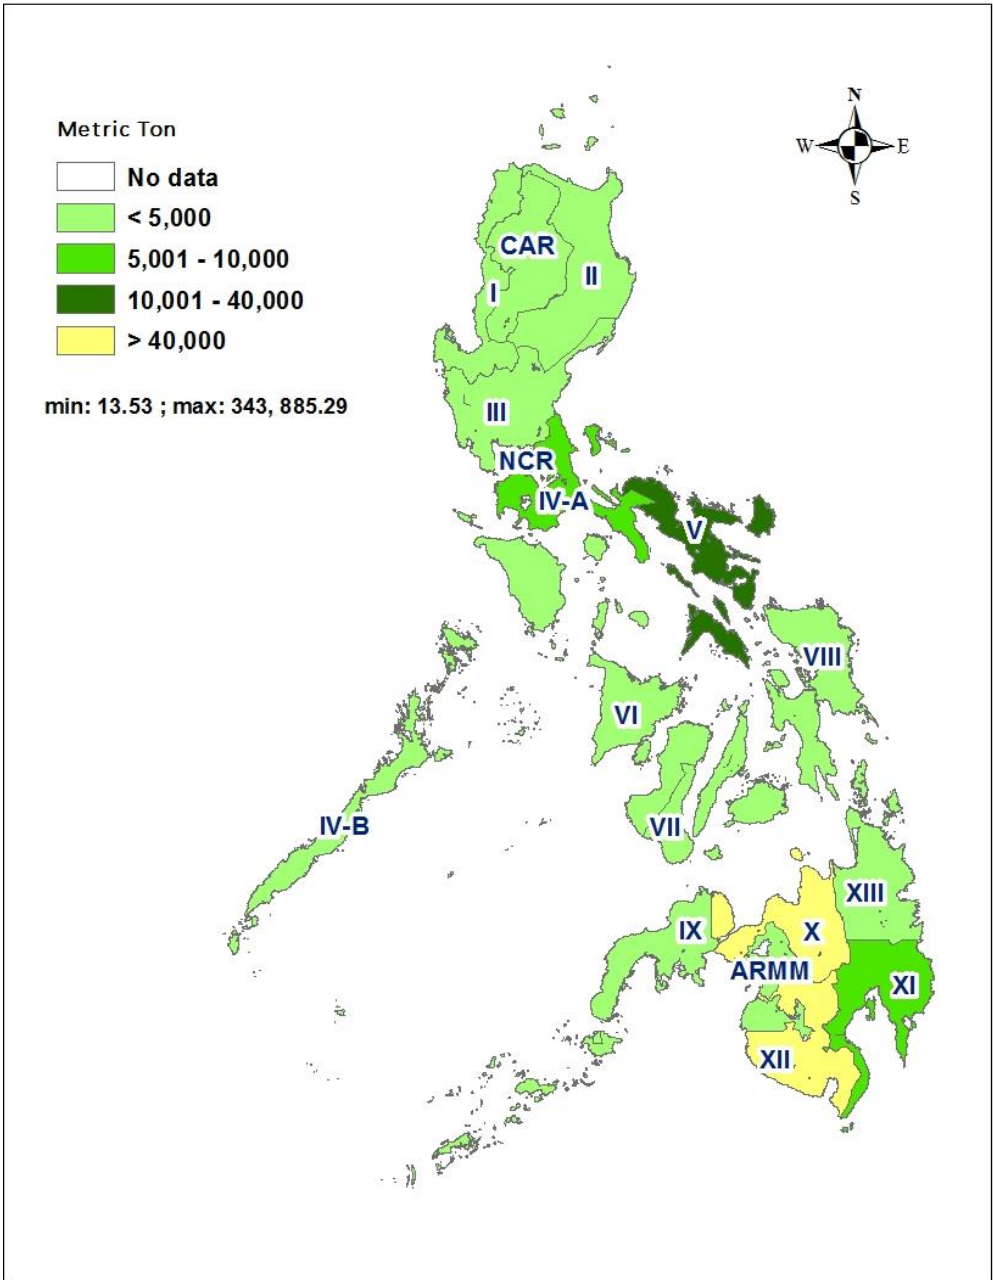 Metric Ton
No data
< 5,000
5,001 - 10,000
10,001 - 40,000
> 40,000
min: 13.53 ; max: 343, 885.29
N
W
E
S
CAR
II
I
III
NCR
IV-A
V
VIII
VI
IV-B
VII
XIII
IX
X
ARMM
XI
XII